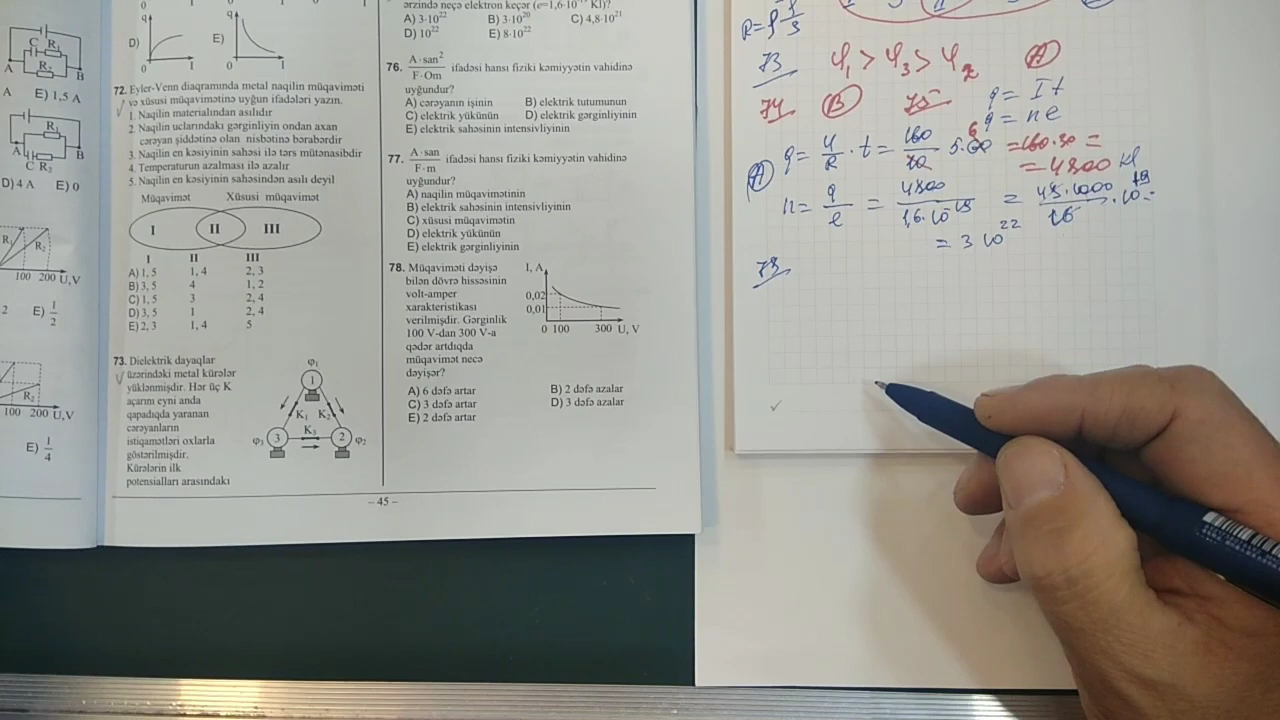 A
E) 1,5 A
D) 4 A E) 0
100 200 U,V
2 E) 1/2
R₂
100 200 U,V
E) 1/4
D)
E)
72. Eyler-Venn diaqramında metal naqilin müqaviməti
və xüsusi müqavimətinə uyğun ifadələri yazın.
1. Naqilin materialından asılıdır
2. Naqilin uclarındakı gərginliyin ondan axan
cərəyan şiddətinə olan nisbətinə bərabərdir
3. Naqilin en kəsiyinin sahəsi ilə tərs mütənasibdir
4. Temperaturun azalması ilə azalır
5. Naqilin en kəsiyinin sahəsindən asılı deyil
Müqavimət Xüsusi müqavimət
I II III
I II III
A) 1, 5 1, 4 2, 3
B) 3, 5 4 1, 2
C) 1, 5 3 2, 4
D) 3, 5 1 2, 4
E) 2, 3 1, 4 5
73. Dielektrik dayaqlar
üzərindəki metal kürələr
yüklənmişdir. Hər üç K
açarını eyni anda
qapadıqda yaranan
cərəyanların
istiqamətləri oxlarla
göstərilmişdir.
Kürələrin ilk
potensialları arasındakı
φ₁
1
K₁ K₂
K₃
φ₃ 3 2 φ₂
ərzində neçə elektron keçər
A) 3·10²² B) 3·10²⁰ C) 4,8·10²¹
D) 10²² E) 8·10²²
76. A·san²/F·Om ifadəsi hansı fiziki kəmiyyətin vahidinə
uyğundur?
A) cərəyanın işinin B) elektrik tutumunun
C) elektrik yükünün D) elektrik gərginliyinin
E) elektrik sahəsinin intensivliyinin
77. A·san/F·m ifadəsi hansı fiziki kəmiyyətin vahidinə
uyğundur?
A) naqilin müqavimətinin
B) elektrik sahəsinin intensivliyinin
C) xüsusi müqavimətin
D) elektrik yükünün
E) elektrik gərginliyinin
78. Müqaviməti dəyişə
bilən dövrə hissəsinin
volt-amper
xarakteristikası
verilmişdir. Gərginlik
100 V-dan 300 V-a
qədər artdıqda
müqavimət necə
dəyişər?
I, A
0,02
0,01
0 100 300 U, V
A) 6 dəfə artar B) 2 dəfə azalar
C) 3 dəfə artar D) 3 dəfə azalar
E) 2 dəfə artar
– 45 –
73 φ₁ > φ₃ > φ₂ A
74 B 75 q = It
q = ne
A q = U/R · t = 160/10 · 5·60 = 160·30 =
= 4800 Kl
n = q/e =
= 3 10²²